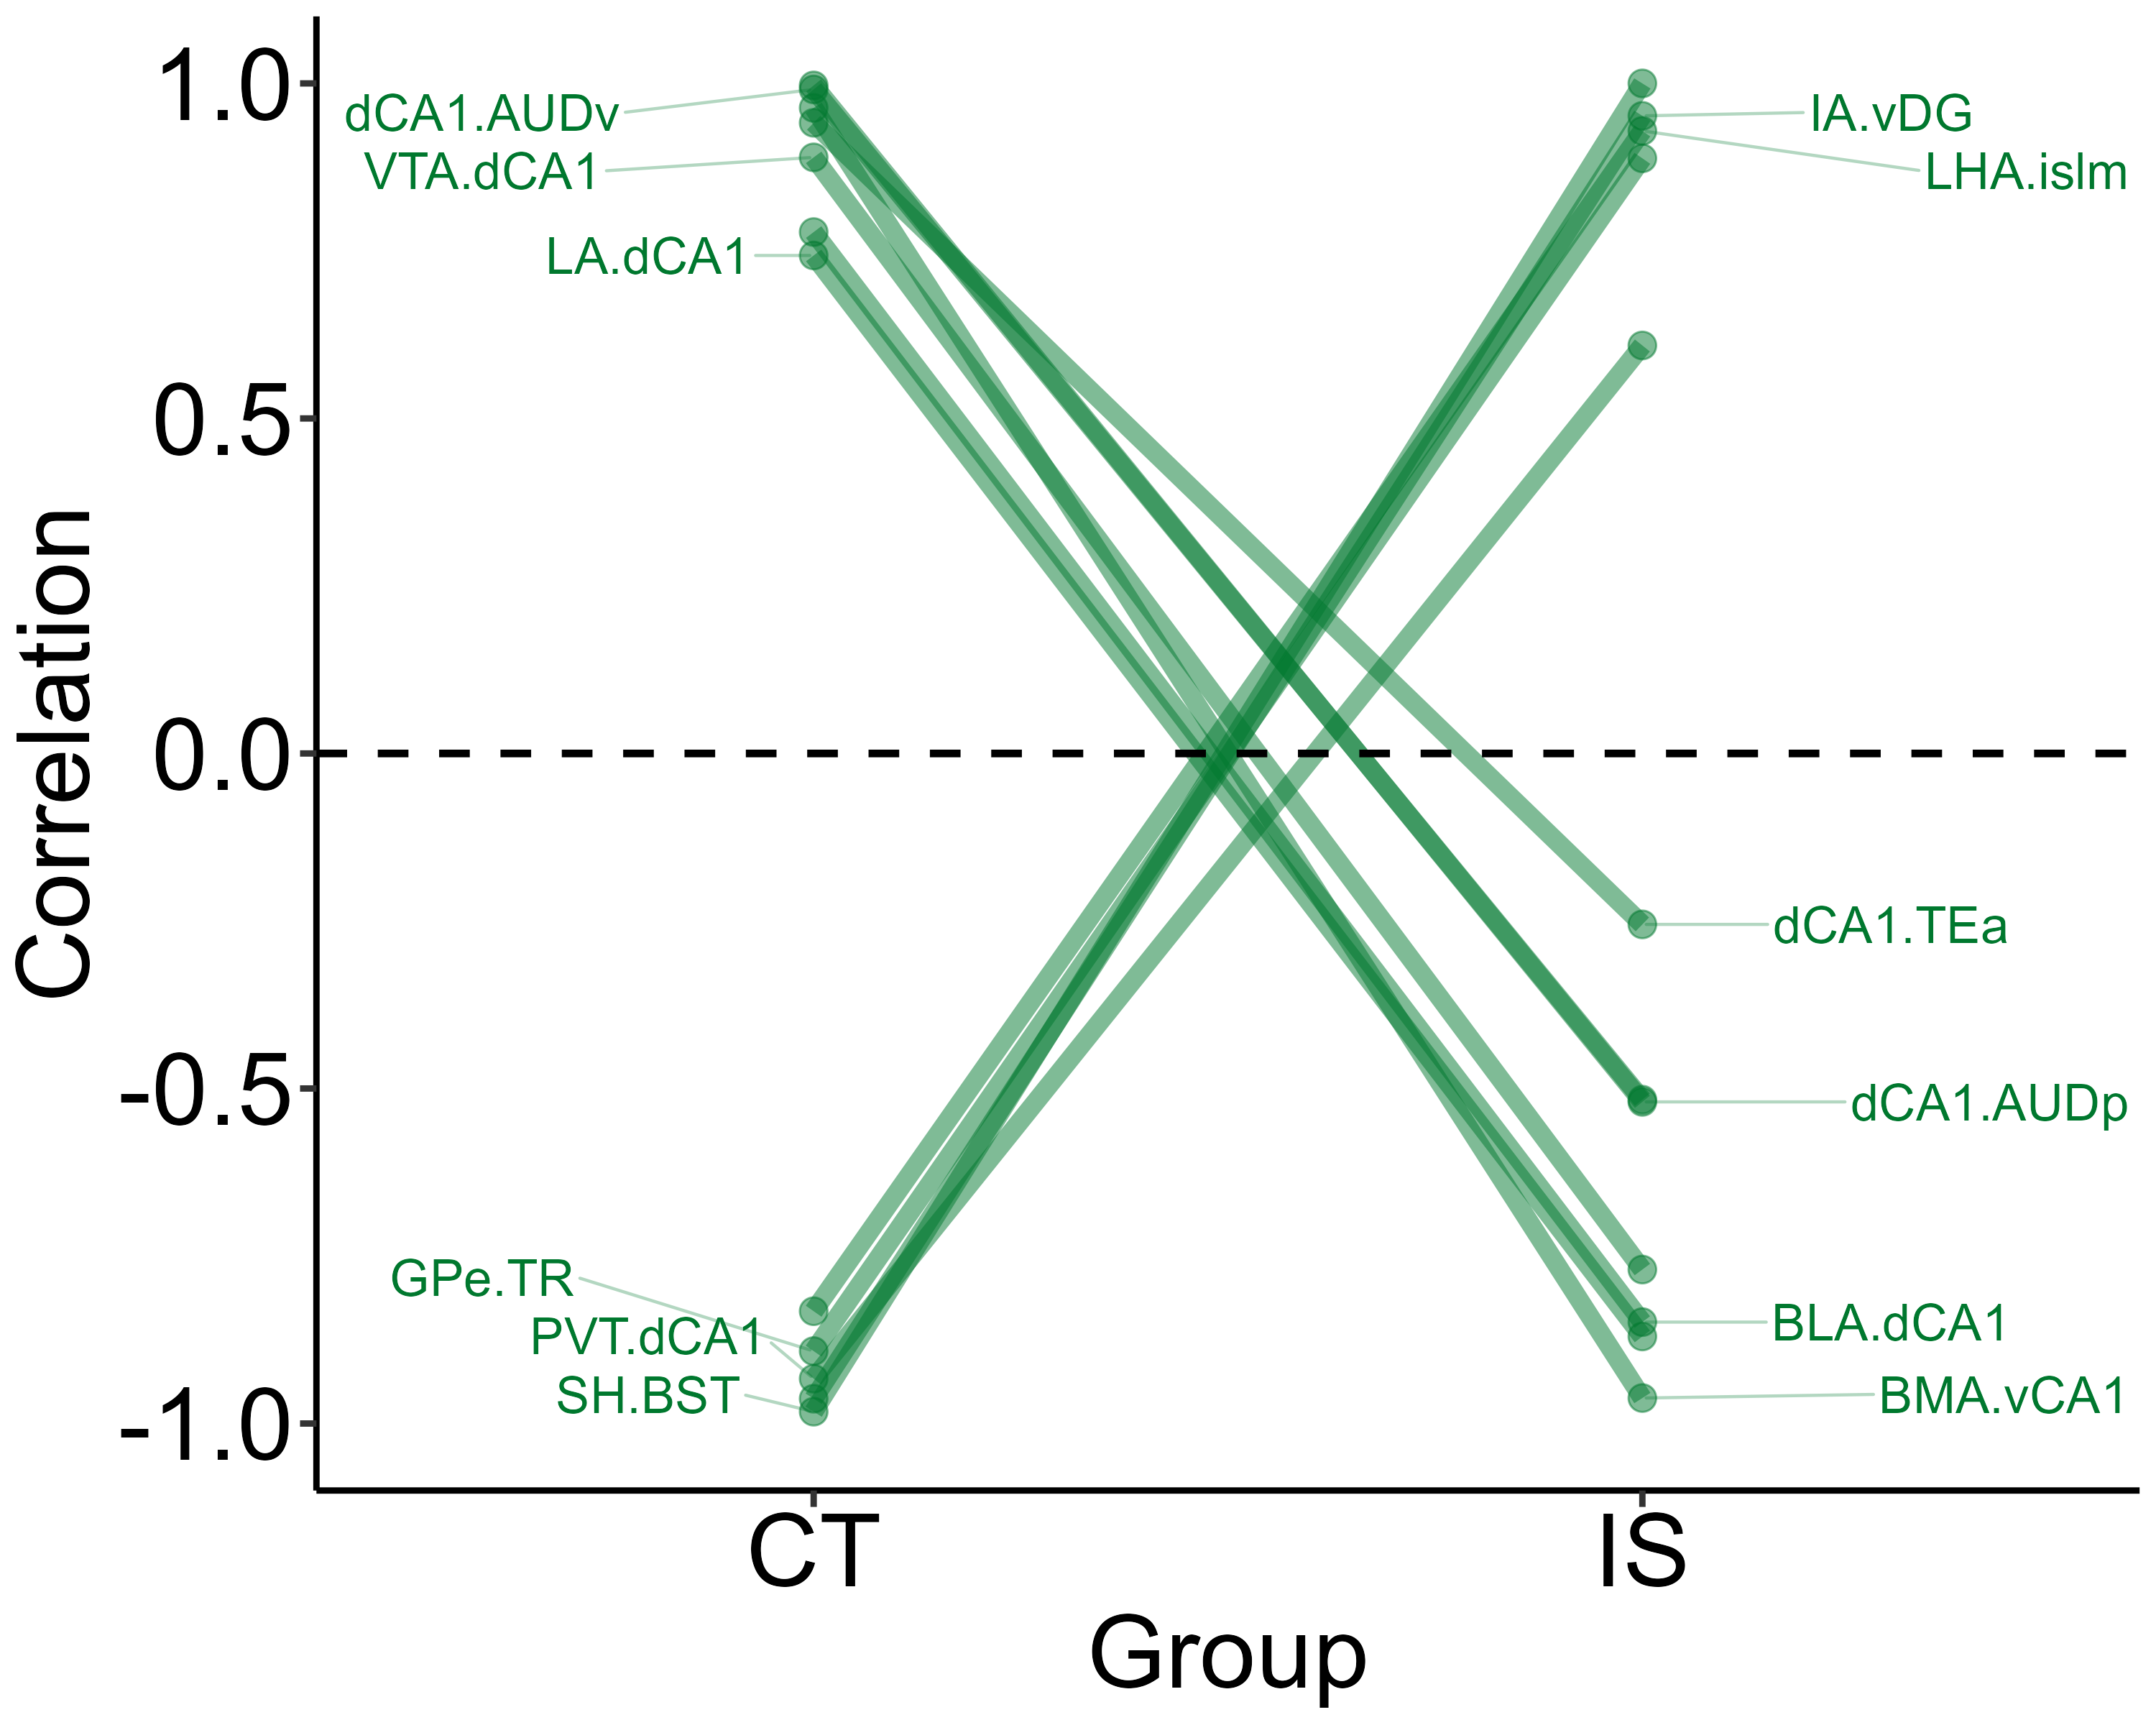 1.0
0.5
0.0
-0.5
-1.0
Correlation
dCA1.AUDv
VTA.dCA1
LA.dCA1
GPe.TR
PVT.dCA1
SH.BST
IA.vDG
LHA.islm
dCA1.TEa
dCA1.AUDp
BLA.dCA1
BMA.vCA1
CT
IS
Group